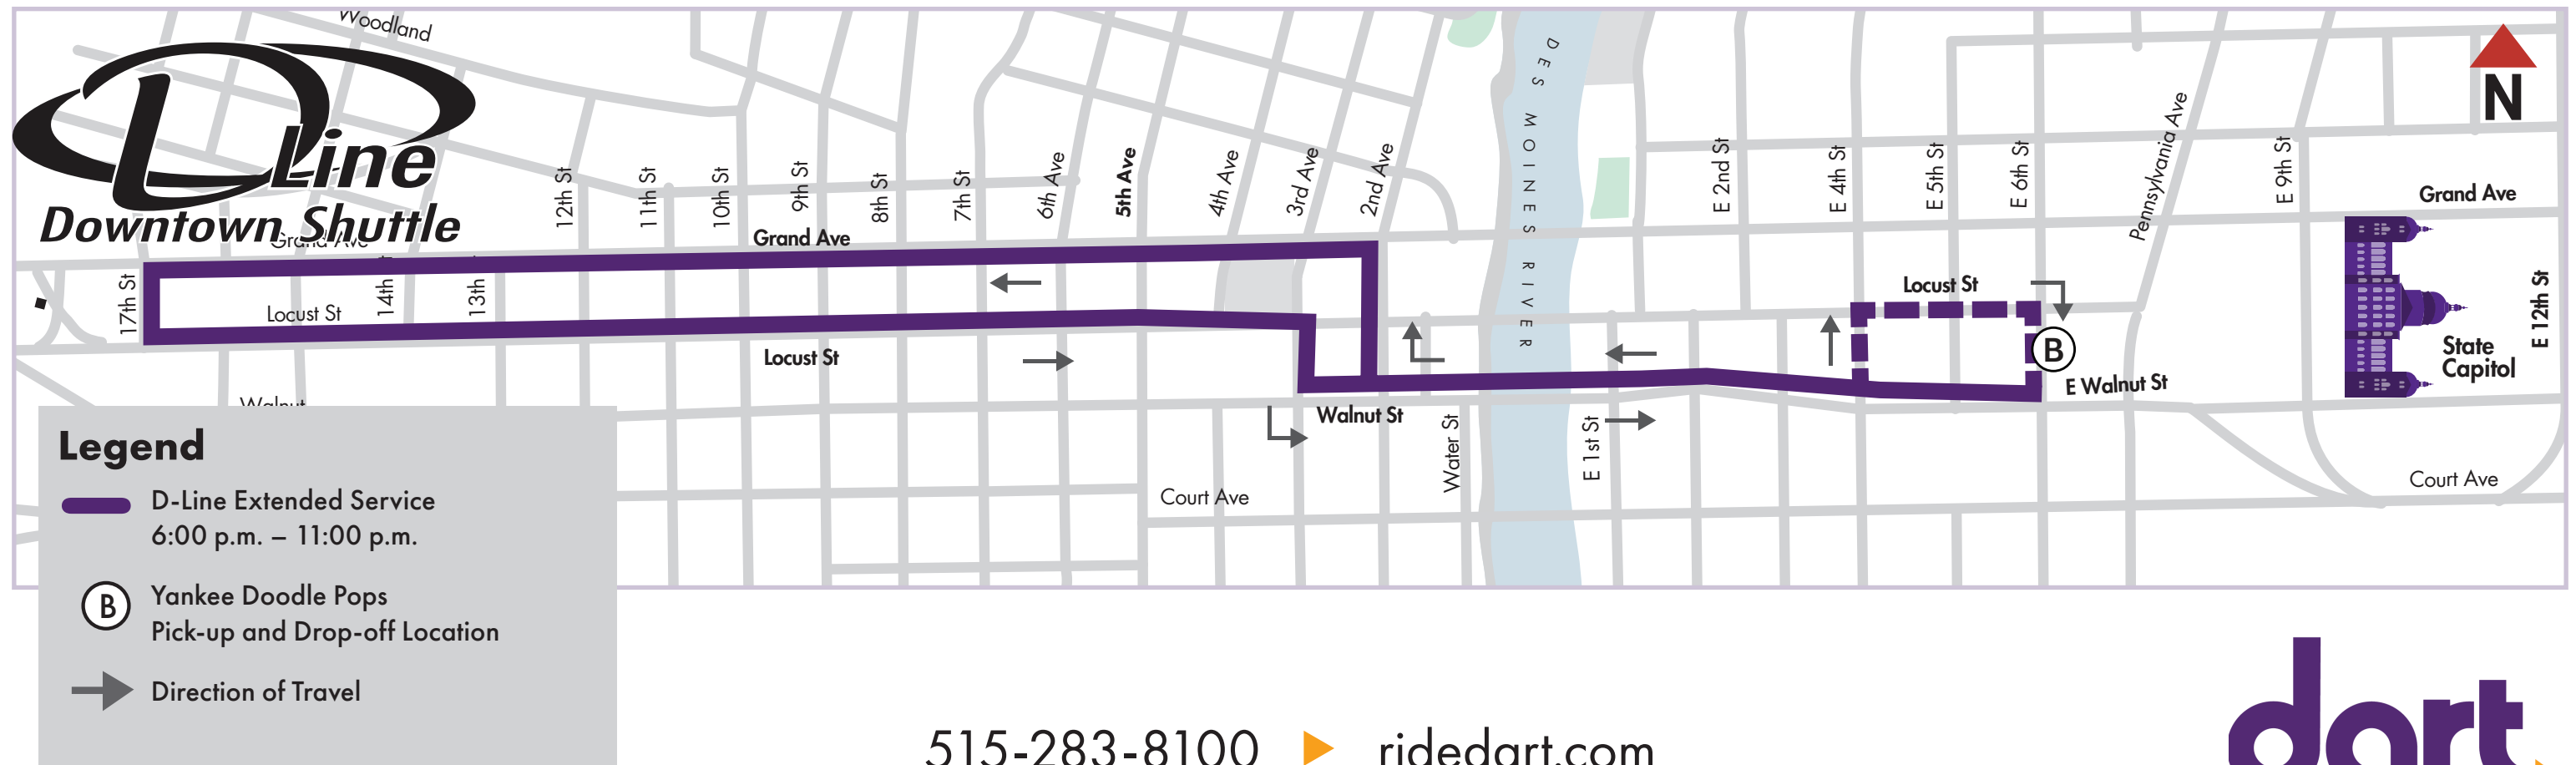 Woodland
D Line
Downtown Shuttle
Grand Ave
17th St
14th
13th
12th St
11th St
10th St
9th St
8th St
7th St
6th Ave
5th Ave
4th Ave
3rd Ave
2nd Ave
DES MOINES RIVER
E 2nd St
E 4th St
E 5th St
E 6th St
Pennsylvania Ave
E 9th St
N
Grand Ave
Grand Ave
Locust St
Locust St
Locust St
Walnut
Walnut St
Water St
E 1st St
B
E Walnut St
State
Capitol
E 12th St
Court Ave
Court Ave
Legend
D-Line Extended Service
6:00 p.m. – 11:00 p.m.
B
Yankee Doodle Pops
Pick-up and Drop-off Location
Direction of Travel
515-283-8100
ridedart.com
dart